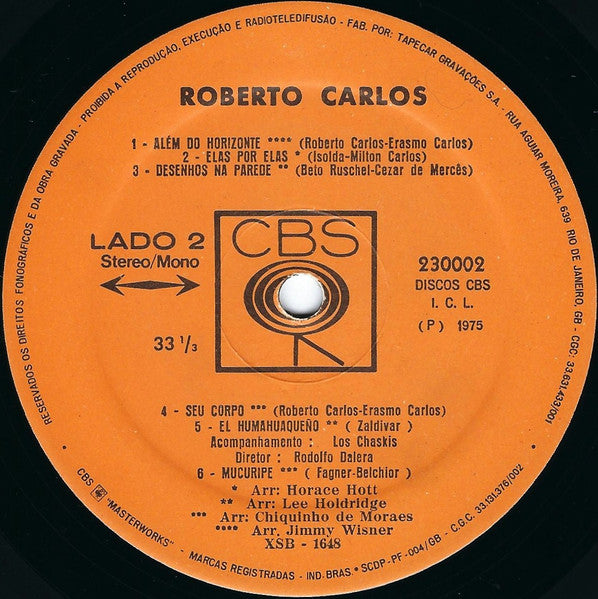 RESERVADOS OS DIREITOS FONOGRÁFICOS E DA OBRA GRAVADA - PROIBIDA A REPRODUÇÃO, EXECUÇÃO E RADIOTELEDIFUSÃO - FAB. POR: TAPECAR GRAVAÇÕES S.A. - RUA AGUIAR MOREIRA, 639 RIO DE JANEIRO, GB - CGC: 33.631.433/001
ROBERTO CARLOS
1 - ALÉM DO HORIZONTE **** (Roberto Carlos-Erasmo Carlos)
2 - ELAS POR ELAS * (Isolda-Milton Carlos)
3 - DESENHOS NA PAREDE ** (Beto Ruschel-Cezar de Mercês)
LADO 2
Stereo/Mono
33 1/3
CBS
230002
DISCOS CBS
I. C. L.
(P) 1975
4 - SEU CORPO *** (Roberto Carlos-Erasmo Carlos)
5 - EL HUMAHUAQUEÑO ** ( Zaldivar )
Acompanhamento : Los Chaskis
Diretor : Rodolfo Dalera
6 - MUCURIPE *** ( Fagner-Belchior )
* Arr: Horace Hott
** Arr: Lee Holdridge
*** Arr: Chiquinho de Moraes
**** Arr, Jimmy Wisner
XSB - 1648
CBS "MASTERWORKS" - MARCAS REGISTRADAS - IND. BRAS. • SCDP-PF-004/GB - C.G.C. 33.131.376/002